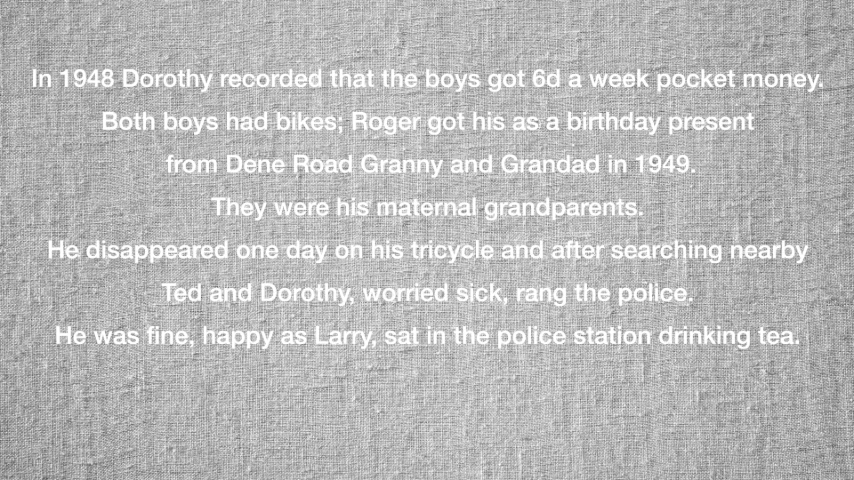 In 1948 Dorothy recorded that the boys got 6d a week pocket money.
Both boys had bikes; Roger got his as a birthday present
from Dene Road Granny and Grandad in 1949.
They were his maternal grandparents.
He disappeared one day on his tricycle and after searching nearby
Ted and Dorothy, worried sick, rang the police.
He was fine, happy as Larry, sat in the police station drinking tea.